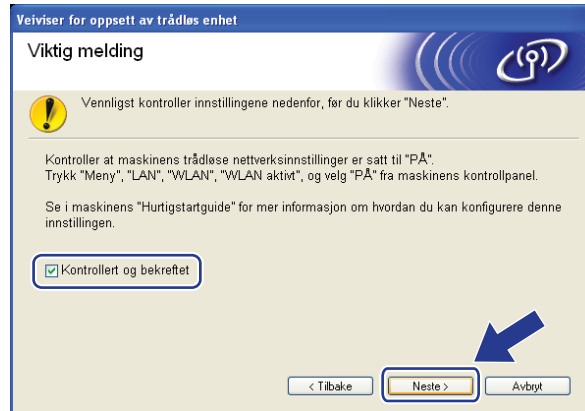 Veiviser for oppsett av trådløs enhet
Viktig melding
Vennligst kontroller innstillingene nedenfor, før du klikker "Neste".
Kontroller at maskinens trådløse nettverksinnstillinger er satt til "PÅ".
Trykk "Meny", "LAN", "WLAN", "WLAN aktivt", og velg "PÅ" fra maskinens kontrollpanel.
Se i maskinens "Hurtigstartguide" for mer informasjon om hvordan du kan konfigurere denne
innstillingen.
Kontrollert og bekreftet
< Tilbake
Neste >
Avbryt